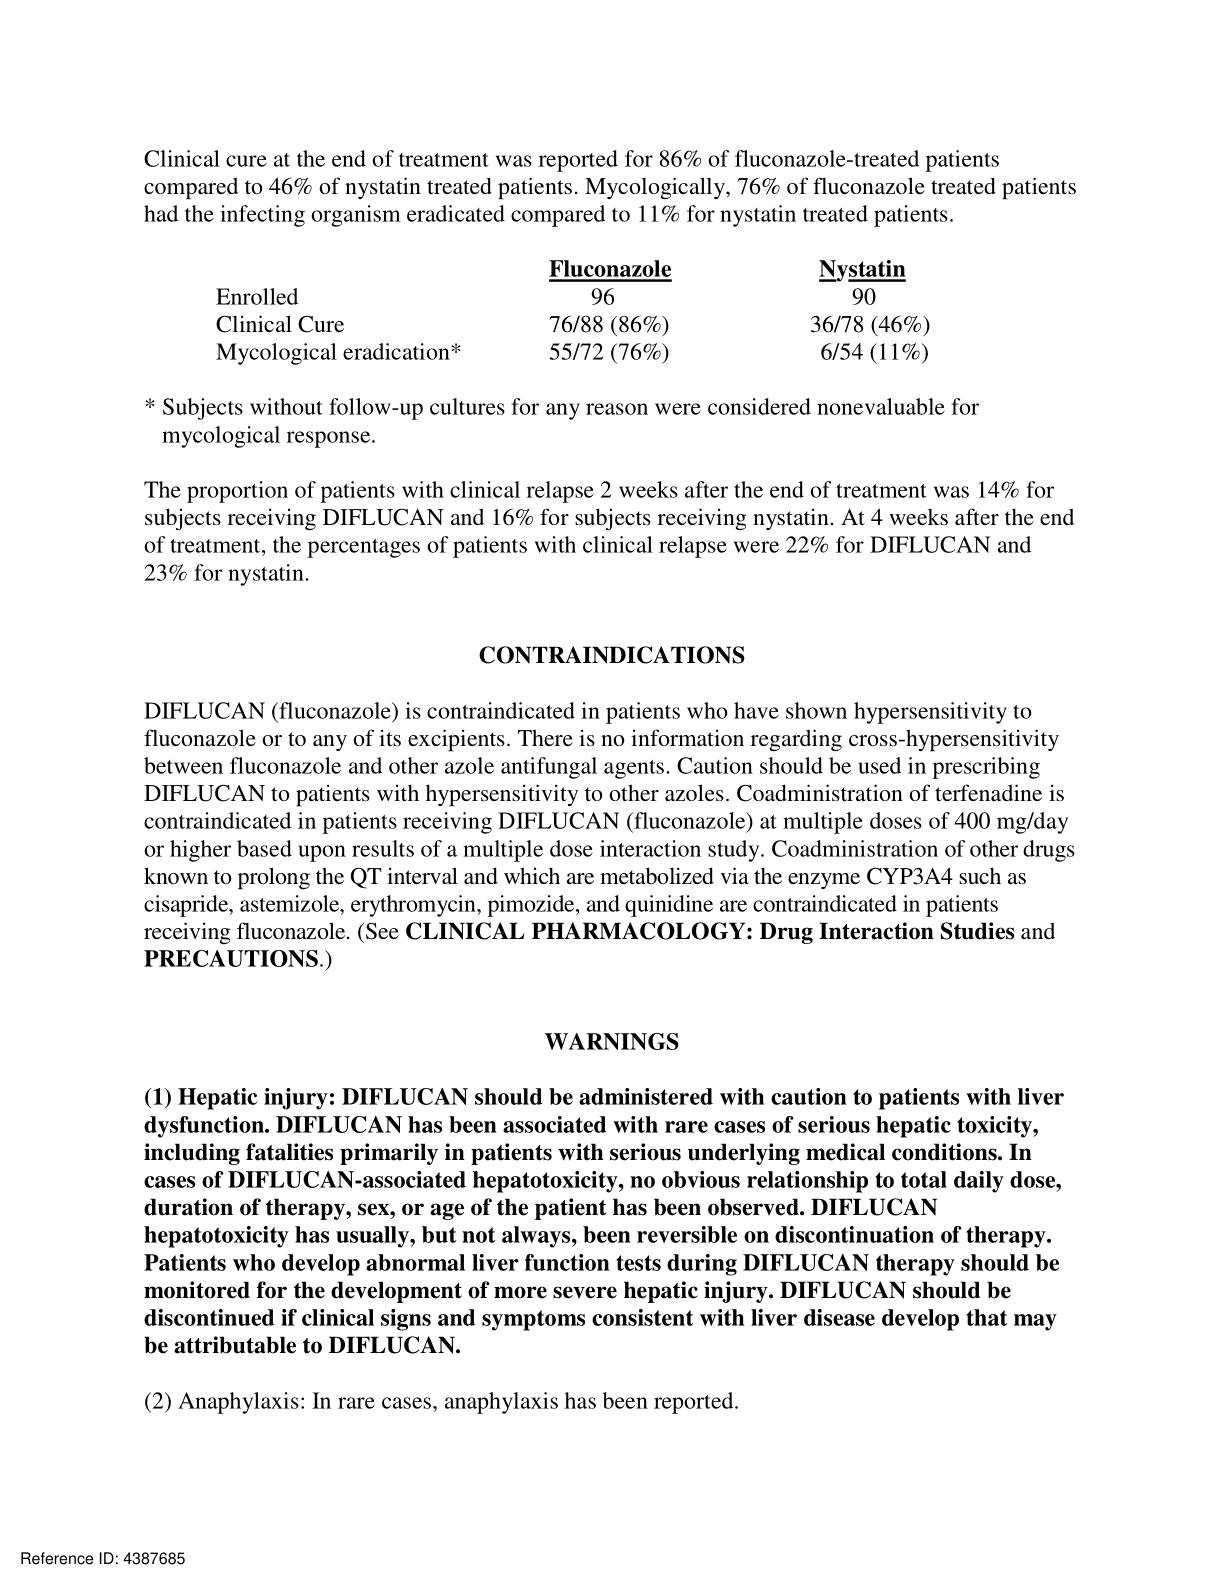 Clinical cure at the end of treatment was reported for 86% of fluconazole-treated patients
compared to 46% of nystatin treated patients. Mycologically, 76% of fluconazole treated patients
had the infecting organism eradicated compared to 11% for nystatin treated patients.
Fluconazole Nystatin
Enrolled 96 90
Clinical Cure 76/88 (86%) 36/78 (46%)
Mycological eradication* 55/72 (76%) 6/54 (11%)
* Subjects without follow-up cultures for any reason were considered nonevaluable for
mycological response.
The proportion of patients with clinical relapse 2 weeks after the end of treatment was 14% for
subjects receiving DIFLUCAN and 16% for subjects receiving nystatin. At 4 weeks after the end
of treatment, the percentages of patients with clinical relapse were 22% for DIFLUCAN and
23% for nystatin.
CONTRAINDICATIONS
DIFLUCAN (fluconazole) is contraindicated in patients who have shown hypersensitivity to
fluconazole or to any of its excipients. There is no information regarding cross-hypersensitivity
between fluconazole and other azole antifungal agents. Caution should be used in prescribing
DIFLUCAN to patients with hypersensitivity to other azoles. Coadministration of terfenadine is
contraindicated in patients receiving DIFLUCAN (fluconazole) at multiple doses of 400 mg/day
or higher based upon results of a multiple dose interaction study. Coadministration of other drugs
known to prolong the QT interval and which are metabolized via the enzyme CYP3A4 such as
cisapride, astemizole, erythromycin, pimozide, and quinidine are contraindicated in patients
receiving fluconazole. (See CLINICAL PHARMACOLOGY: Drug Interaction Studies and
PRECAUTIONS.)
WARNINGS
(1) Hepatic injury: DIFLUCAN should be administered with caution to patients with liver
dysfunction. DIFLUCAN has been associated with rare cases of serious hepatic toxicity,
including fatalities primarily in patients with serious underlying medical conditions. In
cases of DIFLUCAN-associated hepatotoxicity, no obvious relationship to total daily dose,
duration of therapy, sex, or age of the patient has been observed. DIFLUCAN
hepatotoxicity has usually, but not always, been reversible on discontinuation of therapy.
Patients who develop abnormal liver function tests during DIFLUCAN therapy should be
monitored for the development of more severe hepatic injury. DIFLUCAN should be
discontinued if clinical signs and symptoms consistent with liver disease develop that may
be attributable to DIFLUCAN.
(2) Anaphylaxis: In rare cases, anaphylaxis has been reported.
Reference ID: 4387685